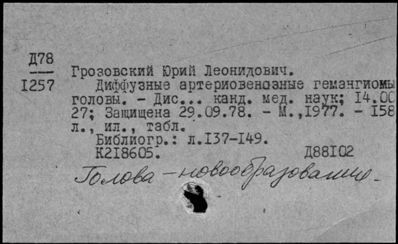 Д78
1257
Грозовский Юрий Леонидович.
Диффузные артериовенозные гемангиомы
головы. - Дис... канд. мед. наук; 14.00
27; Защищена 29.09.78. - М.,1977. - 158
л., ил., табл.
Библиогр.: л.137-149.
К218605. Д88102
Голова - новообразования.